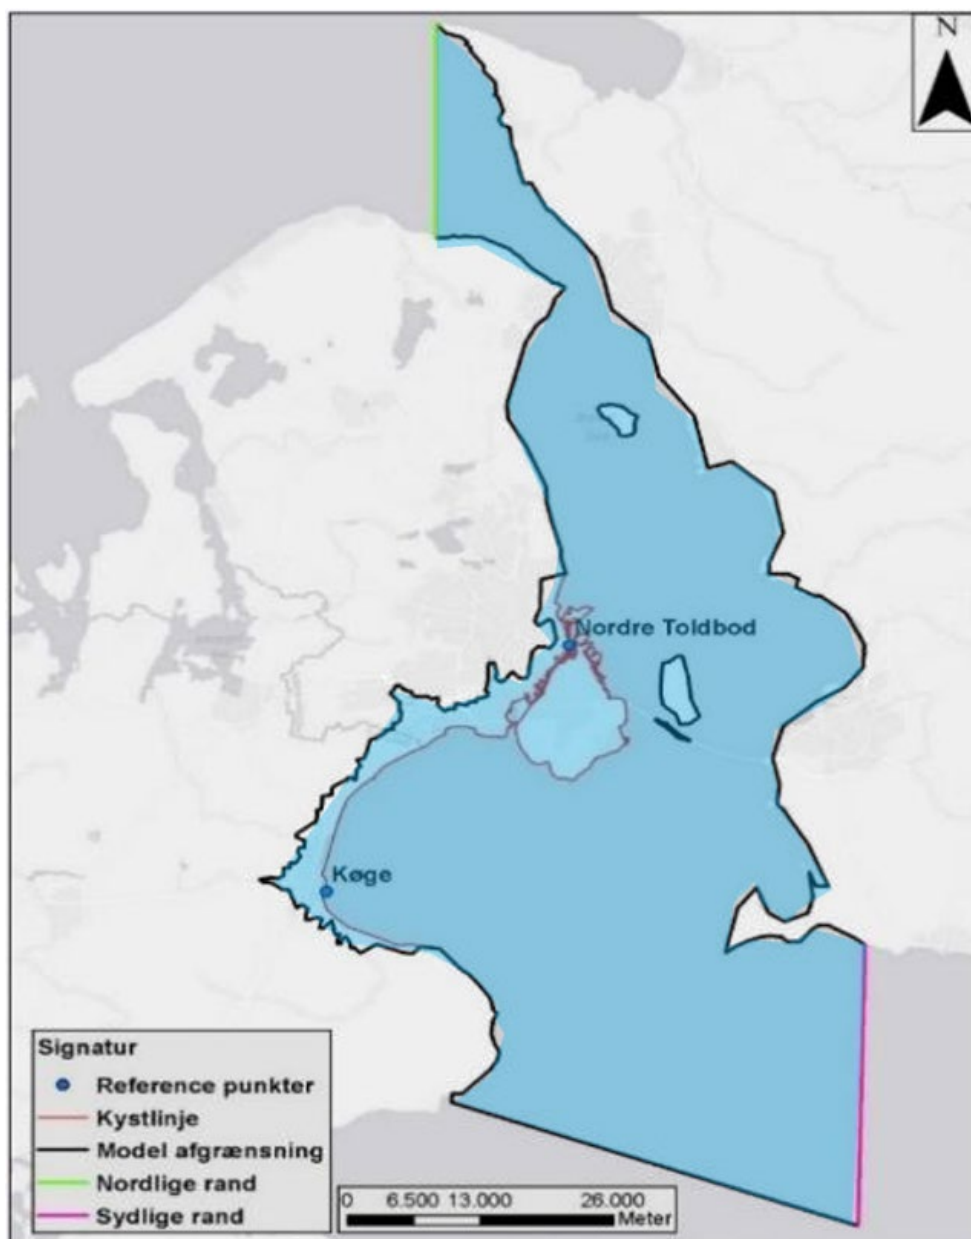 N
Nordre Toldbod
Køge
Signatur
Reference punkter
Kystlinje
Model afgrænsning
Nordlige rand
Sydlige rand
0 6.500 13.000 26.000
Meter